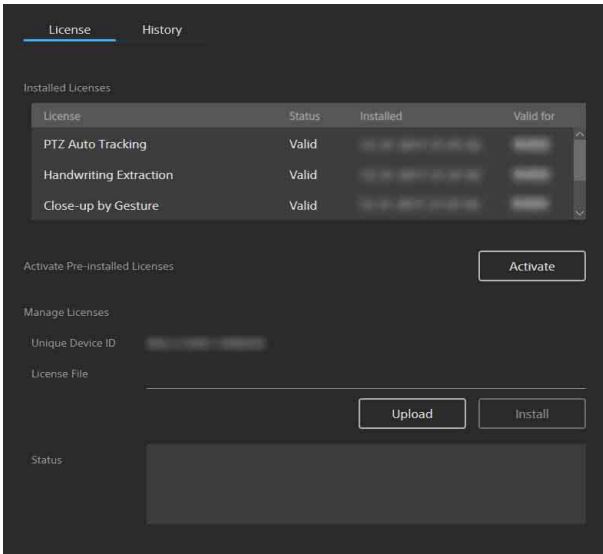 License History
Installed Licenses
License Status Installed Valid for
PTZ Auto Tracking Valid
Handwriting Extraction Valid
Close-up by Gesture Valid
Activate Pre-installed Licenses Activate
Manage Licenses
Unique Device ID
License File
Upload Install
Status